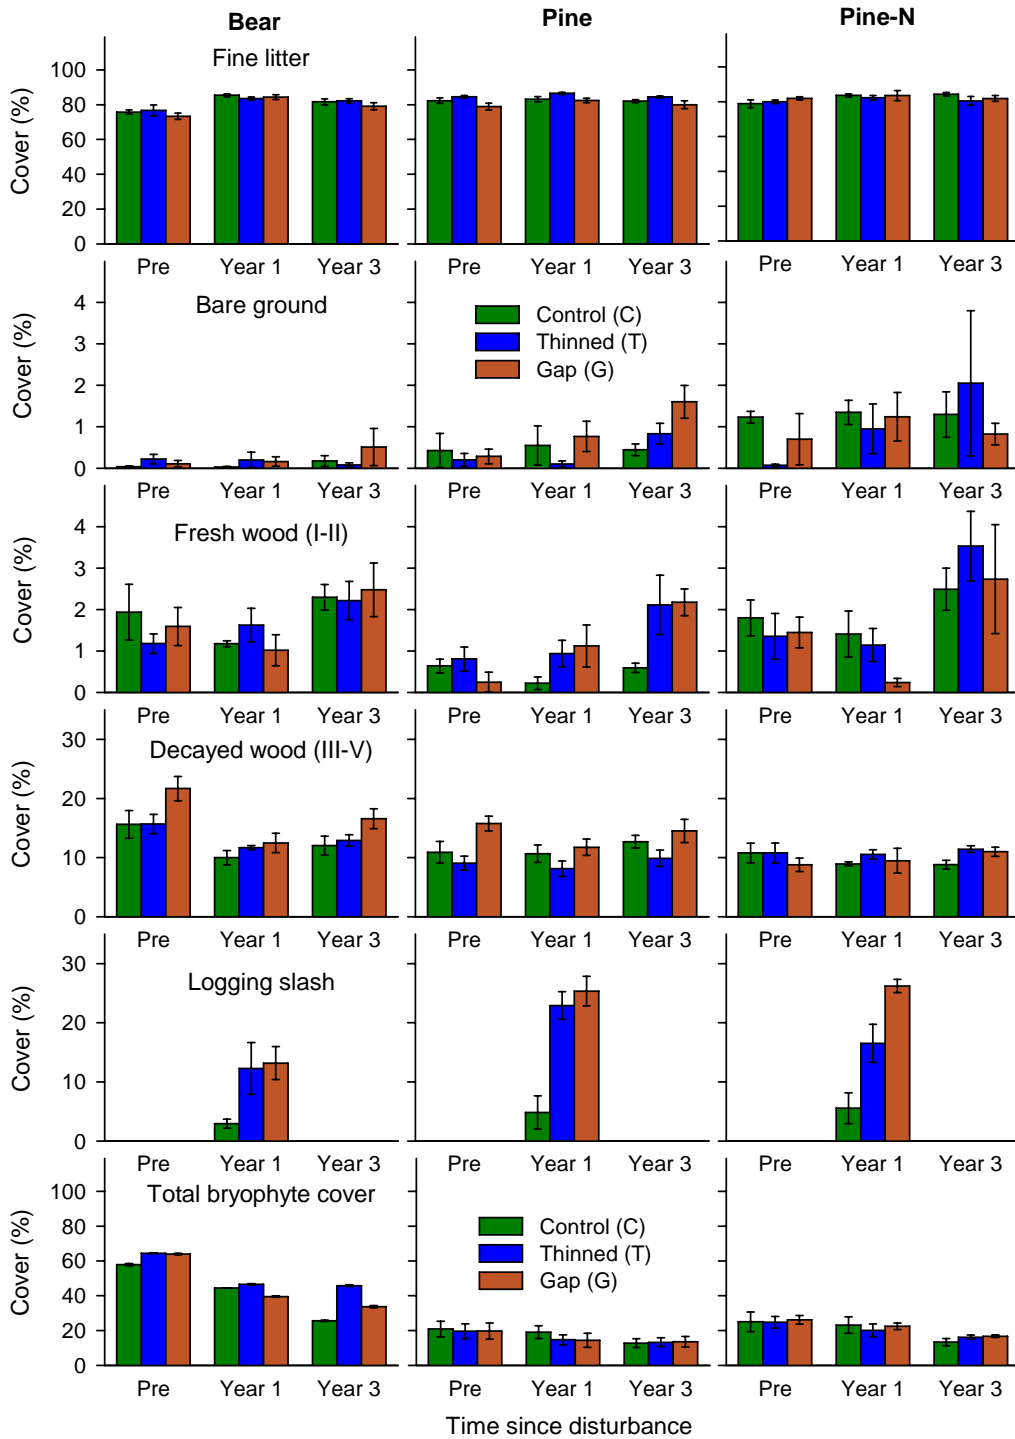 Bear Pine Pine-N
Fine litter
Cover (%)
100
80
60
40
20
0
Pre Year 1 Year 3 Pre Year 1 Year 3 Pre Year 1 Year 3
Bare ground
Control (C)
Thinned (T)
Gap (G)
Cover (%)
4
3
2
1
0
Pre Year 1 Year 3 Pre Year 1 Year 3 Pre Year 1 Year 3
Fresh wood (I-II)
Cover (%)
4
3
2
1
0
Pre Year 1 Year 3 Pre Year 1 Year 3 Pre Year 1 Year 3
Decayed wood (III-V)
Cover (%)
30
20
10
0
Pre Year 1 Year 3 Pre Year 1 Year 3 Pre Year 1 Year 3
Logging slash
Cover (%)
30
20
10
0
Pre Year 1 Year 3 Pre Year 1 Year 3 Pre Year 1 Year 3
Total bryophyte cover
Control (C)
Thinned (T)
Gap (G)
Cover (%)
100
80
60
40
20
0
Pre Year 1 Year 3 Pre Year 1 Year 3 Pre Year 1 Year 3
Time since disturbance